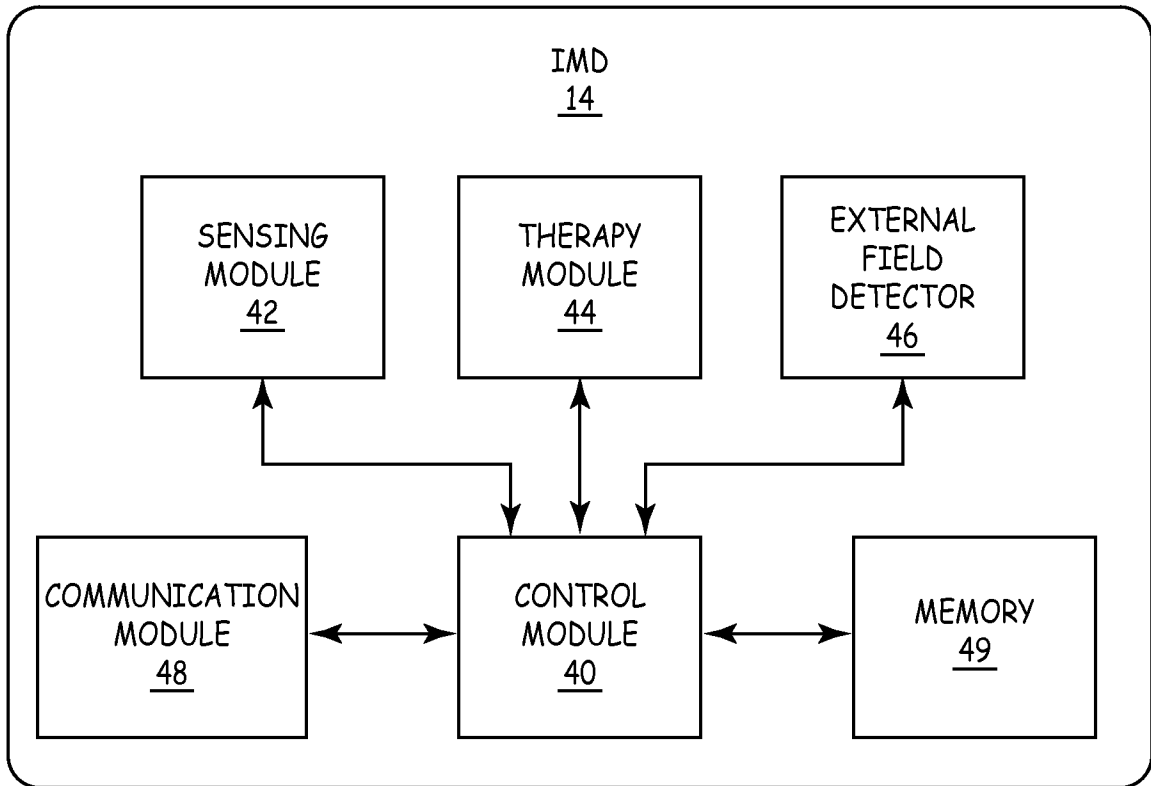 IMD
14
SENSING
MODULE
42
THERAPY
MODULE
44
EXTERNAL
FIELD
DETECTOR
46
COMMUNICATION
MODULE
48
CONTROL
MODULE
40
MEMORY
49